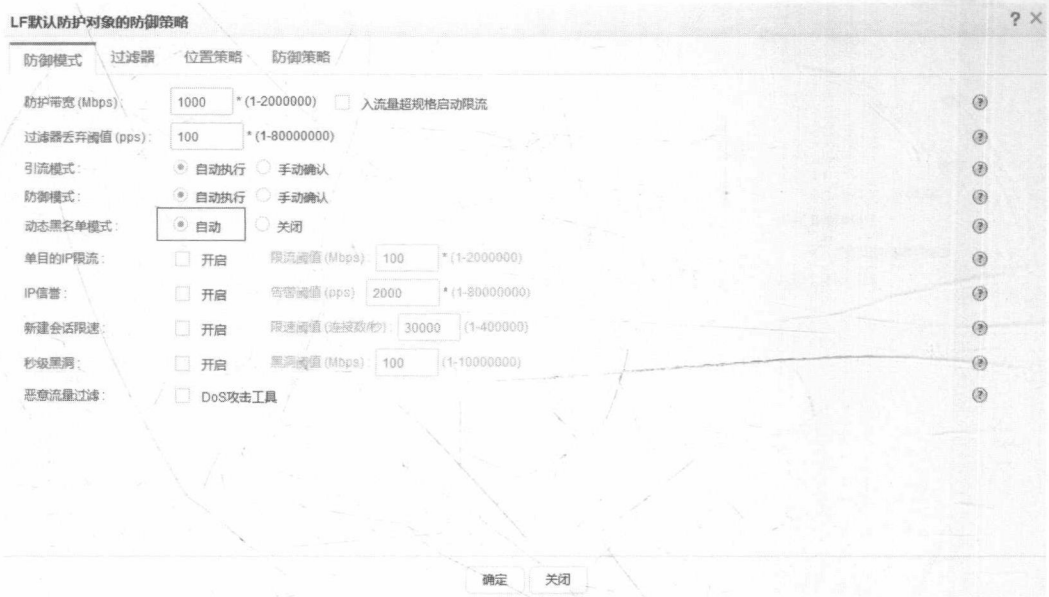 LF默认防护对象的防御策略 ? ×
防御模式 过滤器 位置策略 防御策略
防护带宽(Mbps): 1000 *(1-2000000) 入流量超规格启动限流 ?
过滤器丢弃阈值(pps): 100 *(1-80000000) ?
引流模式: 自动执行 手动确认 ?
防御模式: 自动执行 手动确认 ?
动态黑名单模式: 自动 关闭 ?
单目的IP限流: 开启 限流阈值(Mbps): 100 *(1-2000000) ?
IP信誉: 开启 告警阈值(pps) 2000 *(1-80000000) ?
新建会话限速: 开启 限速阈值(连接数/秒): 30000 (1-400000) ?
秒级黑洞: 开启 黑洞阈值(Mbps): 100 (1-10000000) ?
恶意流量过滤: DoS攻击工具 ?
确定 关闭